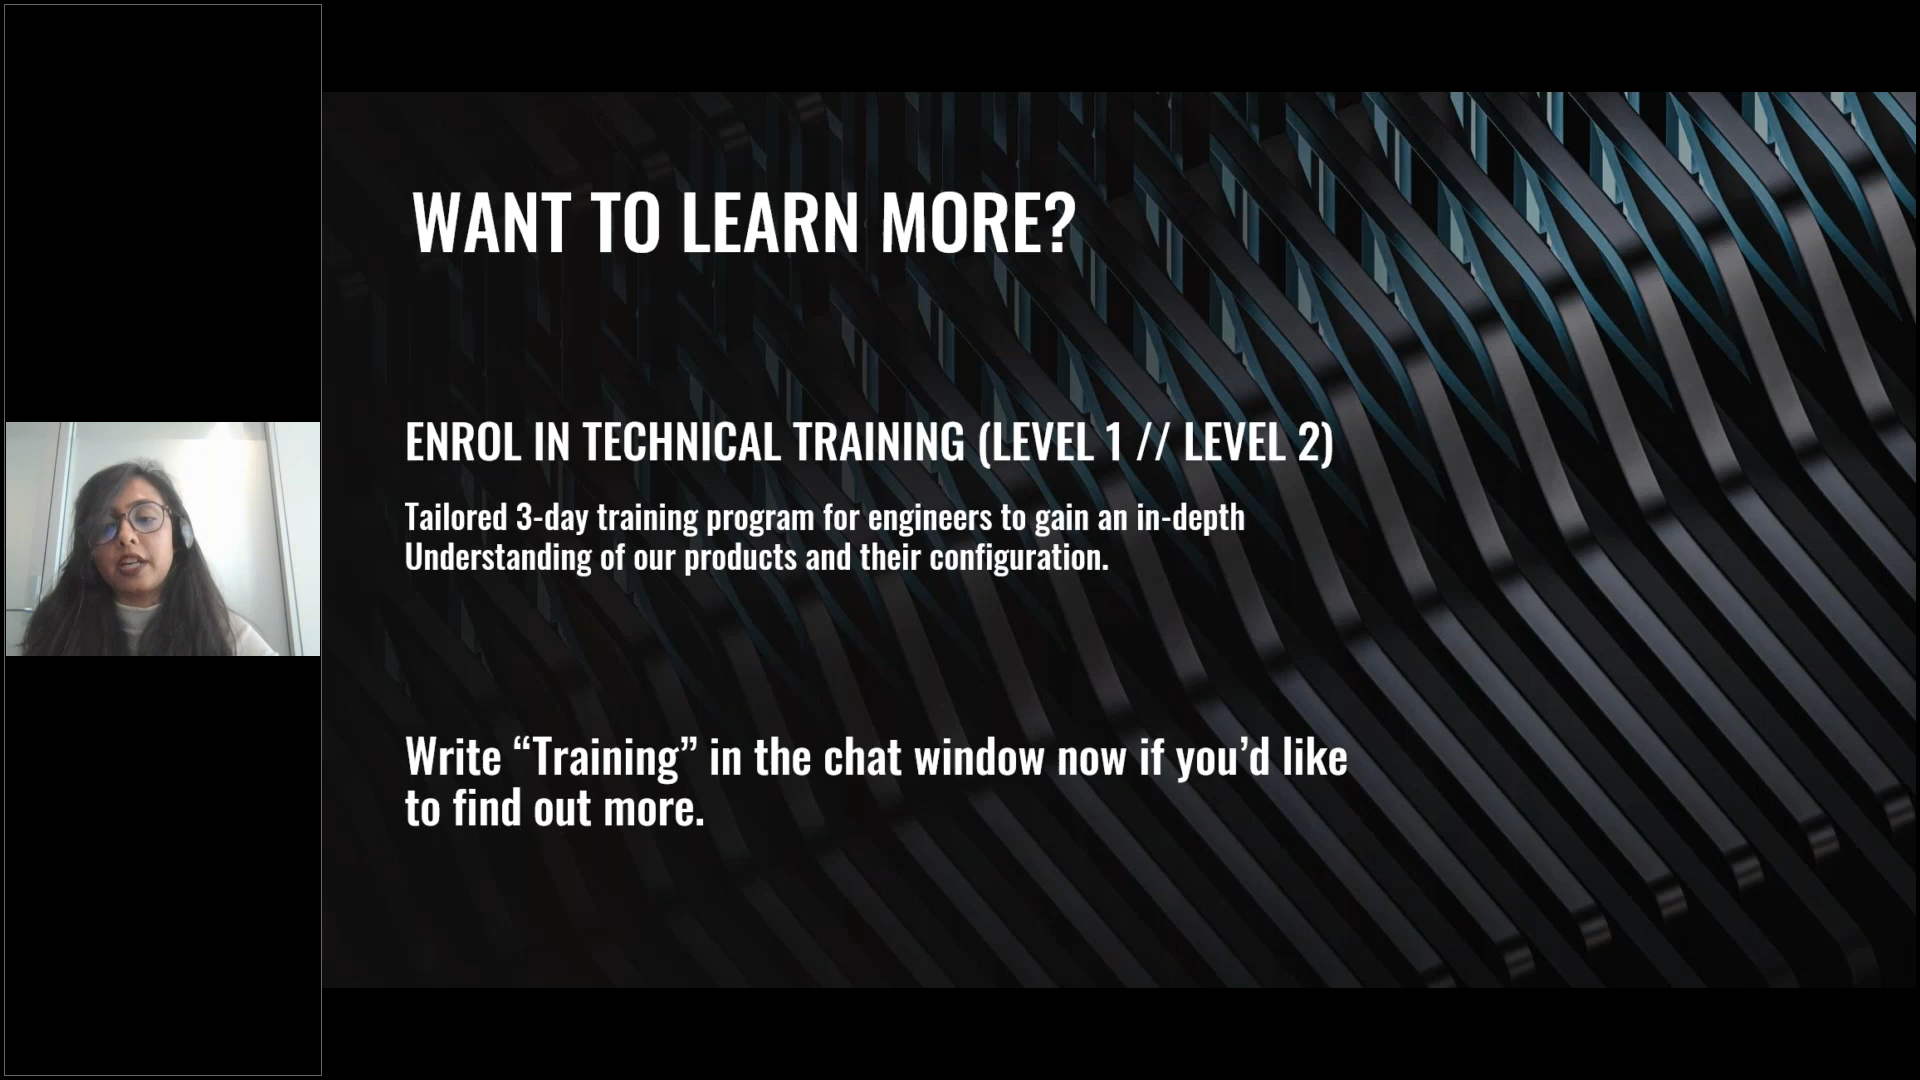 WANT TO LEARN MORE?
ENROL IN TECHNICAL TRAINING (LEVEL 1 // LEVEL 2)
Tailored 3-day training program for engineers to gain an in-depth
Understanding of our products and their configuration.
Write “Training” in the chat window now if you’d like
to find out more.